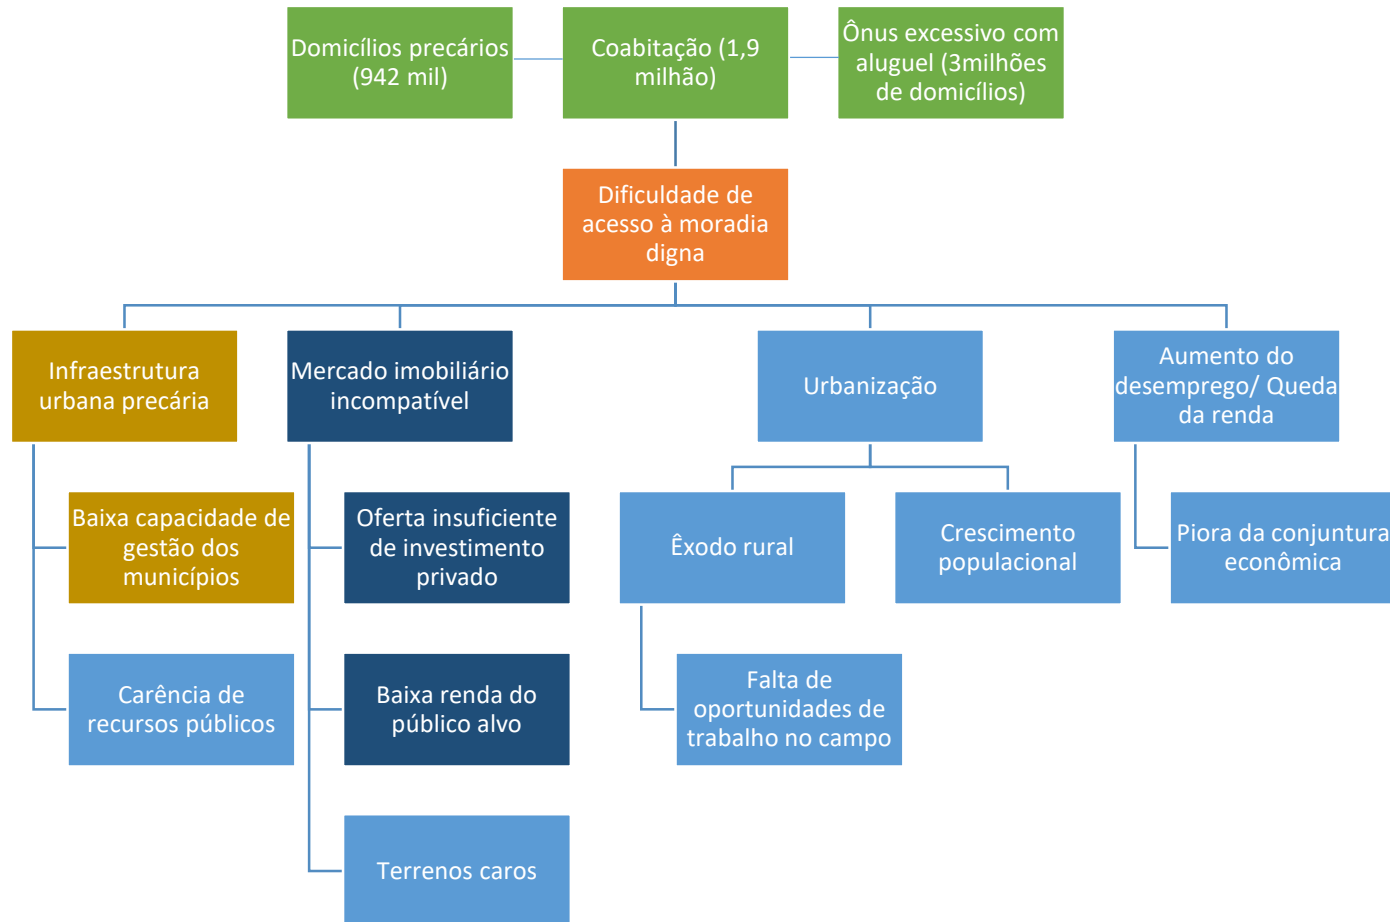 Domicílios precários
(942 mil)
Coabitação (1,9
milhão)
Ônus excessivo com
aluguel (3milhões
de domicílios)
Dificuldade de
acesso à moradia
digna
Infraestrutura
urbana precária
Mercado imobiliário
incompatível
Urbanização
Aumento do
desemprego/ Queda
da renda
Baixa capacidade de
gestão dos
municípios
Oferta insuficiente
de investimento
privado
Êxodo rural
Crescimento
populacional
Piora da conjuntura
econômica
Carência de
recursos públicos
Baixa renda do
público alvo
Falta de
oportunidades de
trabalho no campo
Terrenos caros